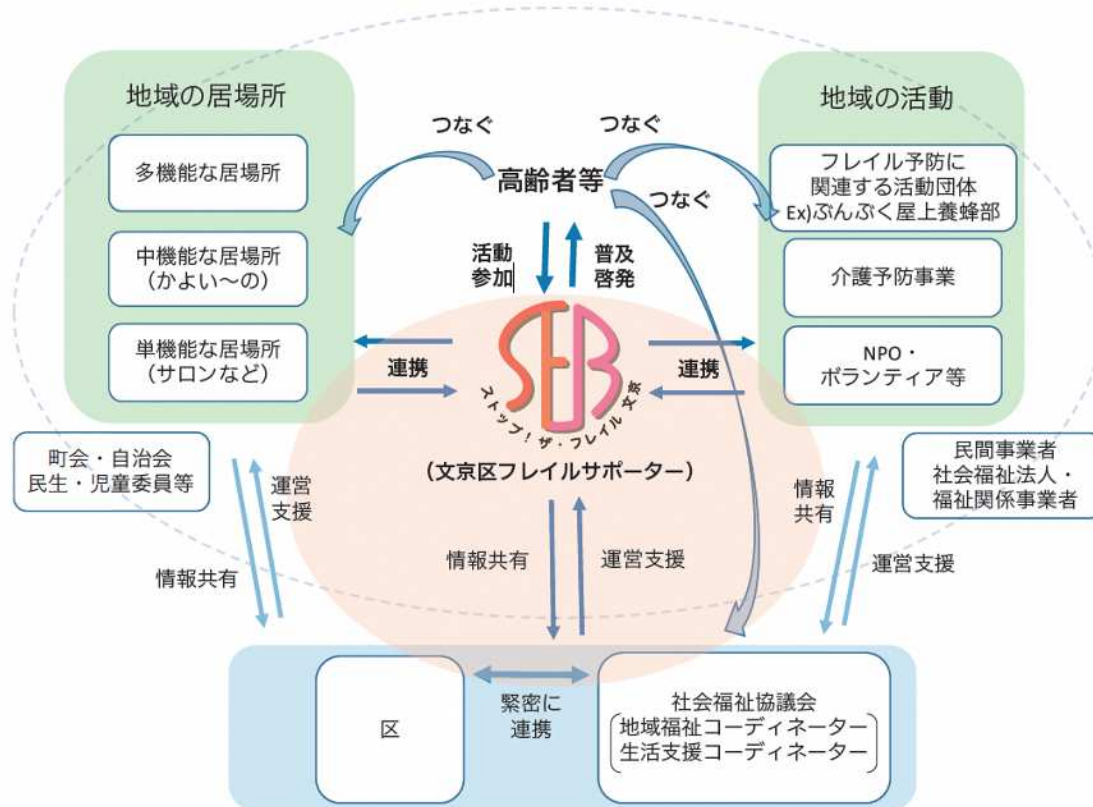 地域の居場所
多機能な居場所
中機能な居場所
（かよい〜の）
単機能な居場所
（サロンなど）
つなぐ
つなぐ
高齢者等
つなぐ
活動
参加
普及
啓発
地域の活動
フレイル予防に
関連する活動団体
Ex)ぶんぶく屋上養蜂部
介護予防事業
NPO・
ボランティア等
連携
連携
SFB
ストップ！ザ・フレイル 文京
（文京区フレイルサポーター）
町会・自治会
民生・児童委員等
運営
支援
情報共有
情報共有
運営支援
情報
共有
運営支援
民間事業者
社会福祉法人・
福祉関係事業者
区
緊密に
連携
社会福祉協議会
地域福祉コーディネーター
生活支援コーディネーター